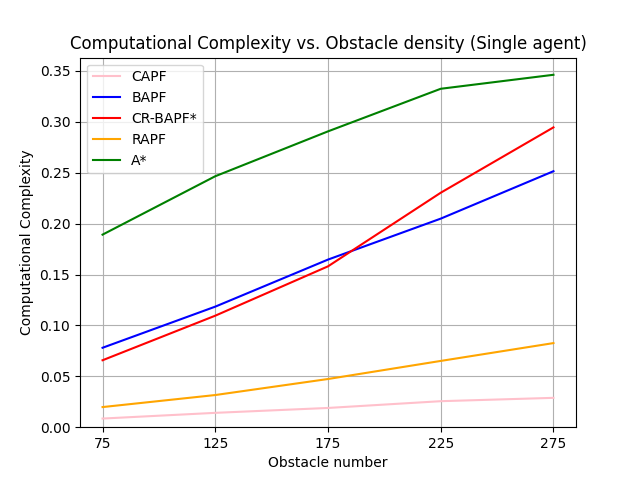 Computational Complexity vs. Obstacle density (Single agent)
0.35
0.30
0.25
0.20
0.15
0.10
0.05
0.00
Computational Complexity
CAPF
BAPF
CR-BAPF*
RAPF
A*
75
125
175
225
275
Obstacle number